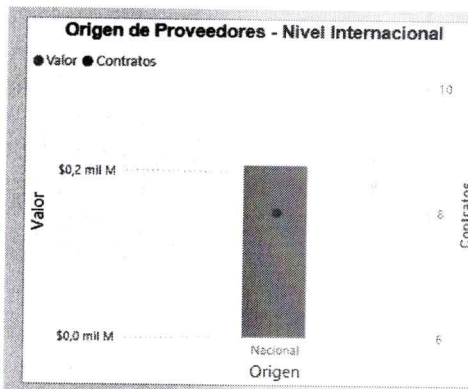 Origen de Proveedores - Nivel Internacional
Valor Contratos
10
$0,2 mil M
Valor
8
Contratos
$0,0 mil M
6
Nacional
Origen